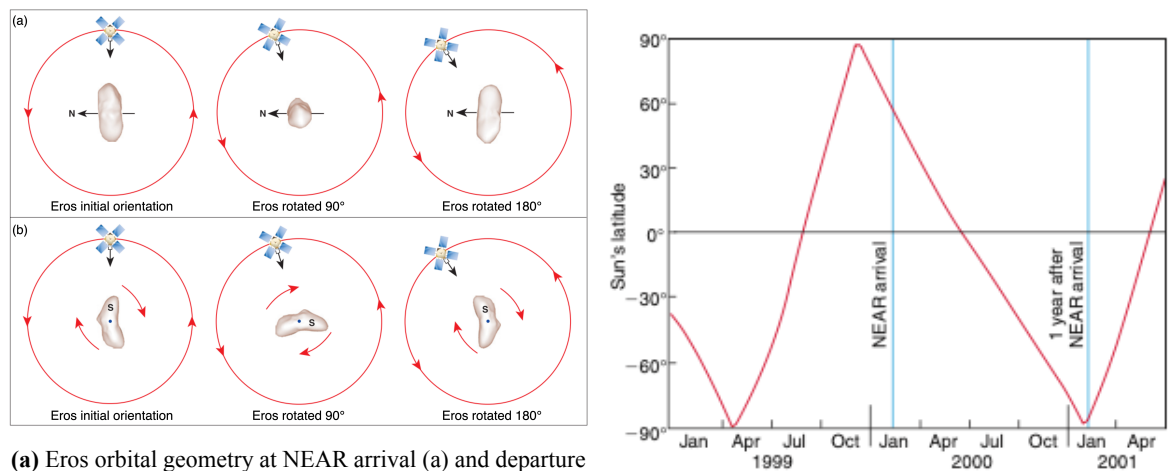 (a)
N
N
N
Eros initial orientation
Eros rotated 90°
Eros rotated 180°
(b)
S
S
S
Eros initial orientation
Eros rotated 90°
Eros rotated 180°
(a) Eros orbital geometry at NEAR arrival (a) and departure
90°
60°
30°
0°
−30°
−60°
−90°
Sun's latitude
NEAR arrival
1 year after
NEAR arrival
Jan Apr Jul Oct Jan Apr Jul Oct Jan Apr
1999 2000 2001